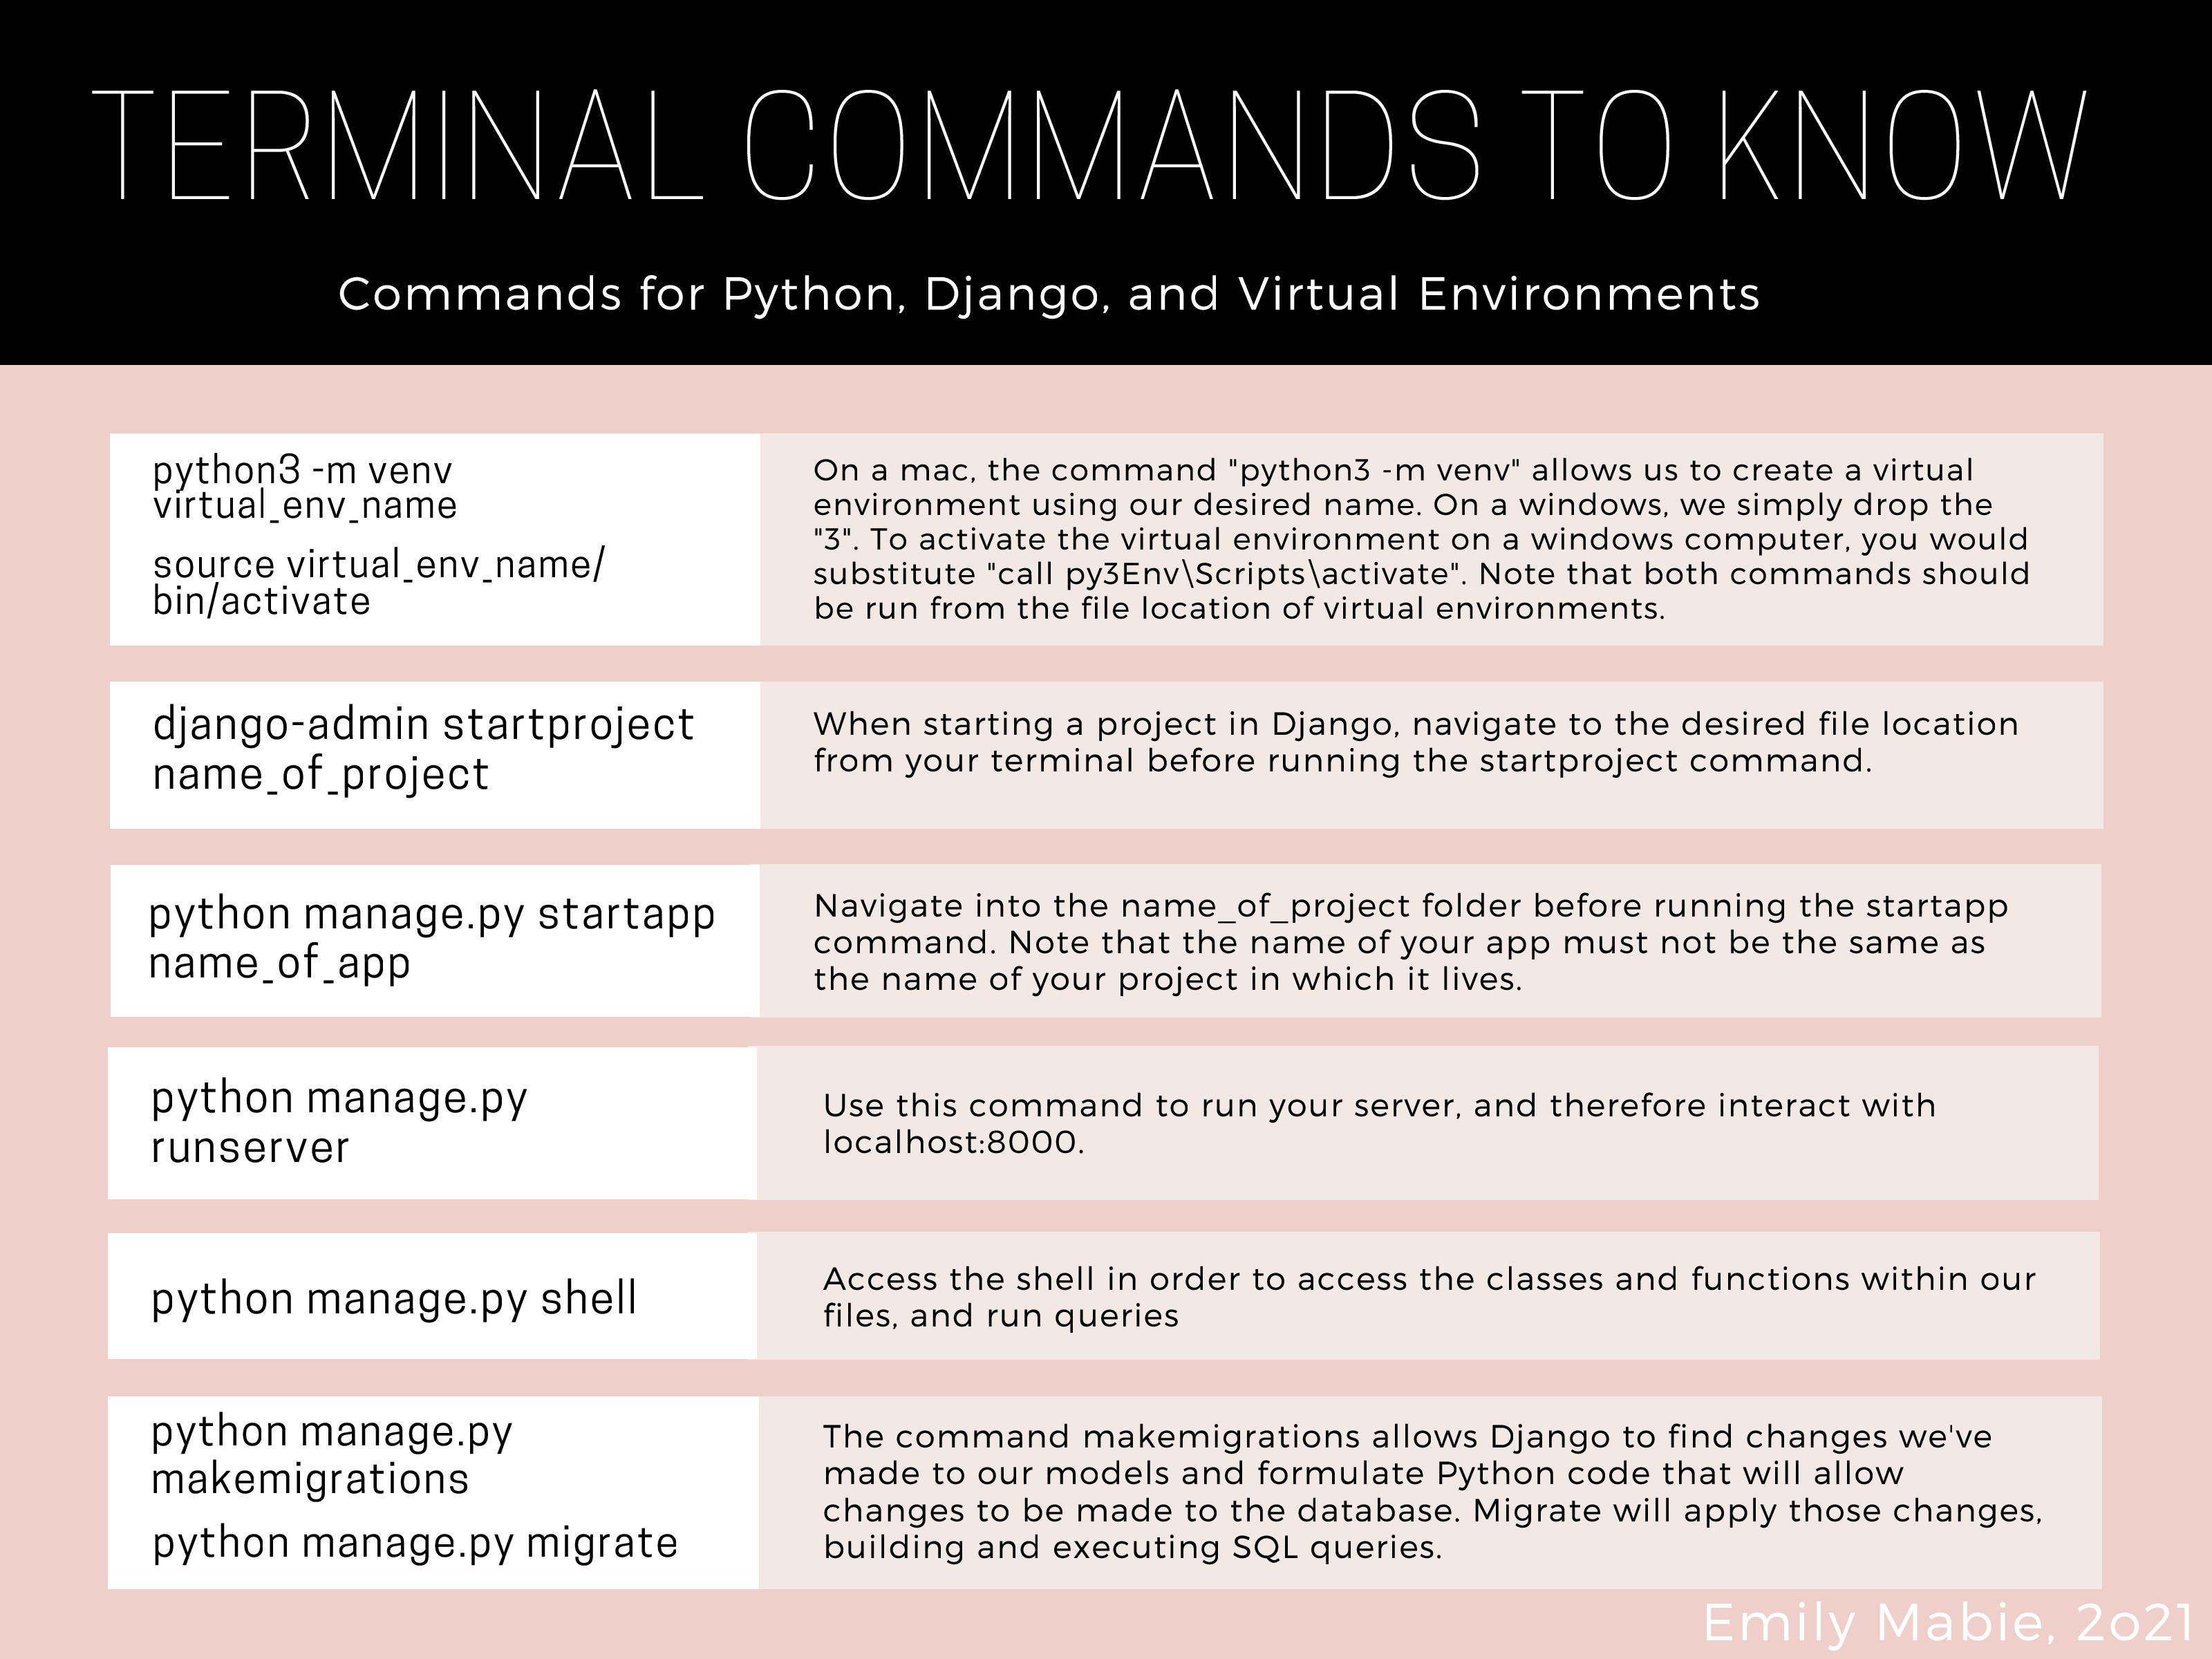 TERMINAL COMMANDS TO KNOW
Commands for Python, Django, and Virtual Environments
python3 -m venv
virtual_env_name
source virtual_env_name/
bin/activate
On a mac, the command "python3 -m venv" allows us to create a virtual
environment using our desired name. On a windows, we simply drop the
"3". To activate the virtual environment on a windows computer, you would
substitute "call py3Env\Scripts\activate". Note that both commands should
be run from the file location of virtual environments.
django-admin startproject
name_of_project
When starting a project in Django, navigate to the desired file location
from your terminal before running the startproject command.
python manage.py startapp
name_of_app
Navigate into the name_of_project folder before running the startapp
command. Note that the name of your app must not be the same as
the name of your project in which it lives.
python manage.py
runserver
Use this command to run your server, and therefore interact with
localhost:8000.
python manage.py shell
Access the shell in order to access the classes and functions within our
files, and run queries
python manage.py
makemigrations
python manage.py migrate
The command makemigrations allows Django to find changes we've
made to our models and formulate Python code that will allow
changes to be made to the database. Migrate will apply those changes,
building and executing SQL queries.
Emily Mabie, 2o21